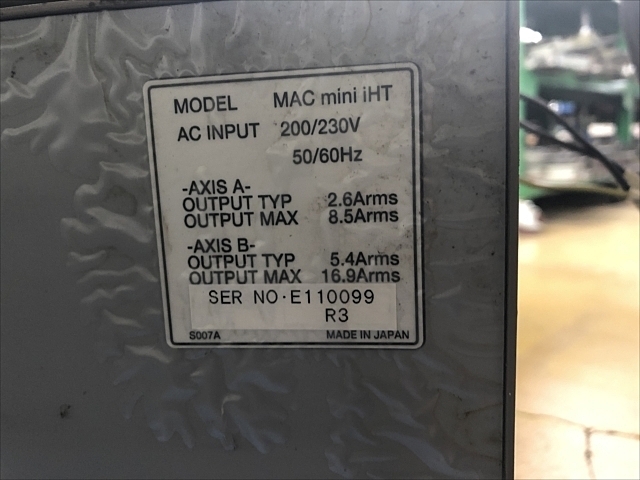 MODEL MAC mini iHT
AC INPUT 200/230V
50/60Hz
-AXIS A-
OUTPUT TYP 2.6Arms
OUTPUT MAX 8.5Arms
-AXIS B-
OUTPUT TYP 5.4Arms
OUTPUT MAX 16.9Arms
SER NO·E110099
R3
S007A MADE IN JAPAN